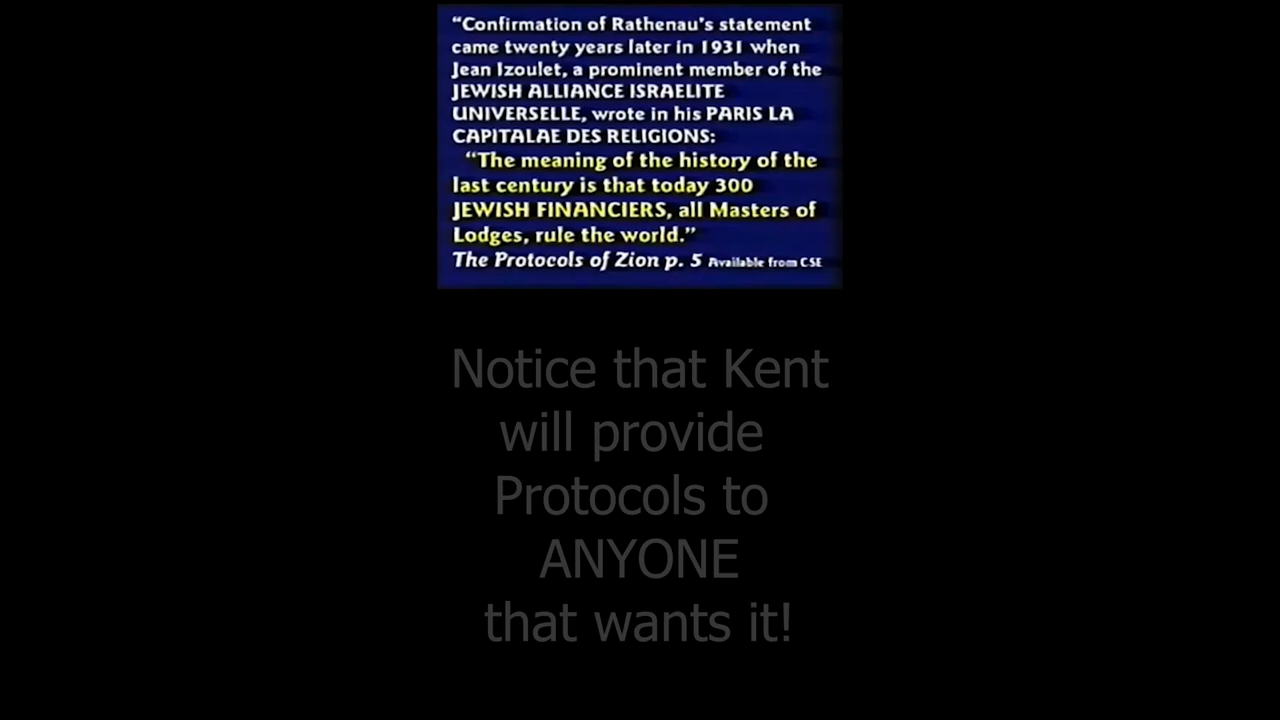 “Confirmation of Rathenau's statement
came twenty years later in 1931 when
Jean Izoulet, a prominent member of the
JEWISH ALLIANCE ISRAELITE
UNIVERSELLE, wrote in his PARIS LA
CAPITALAE DES RELIGIONS:
“The meaning of the history of the
last century is that today 300
JEWISH FINANCIERS, all Masters of
Lodges, rule the world.”
The Protocols of Zion p. 5 Available from CSE
Notice that Kent
will provide
Protocols to
ANYONE
that wants it!